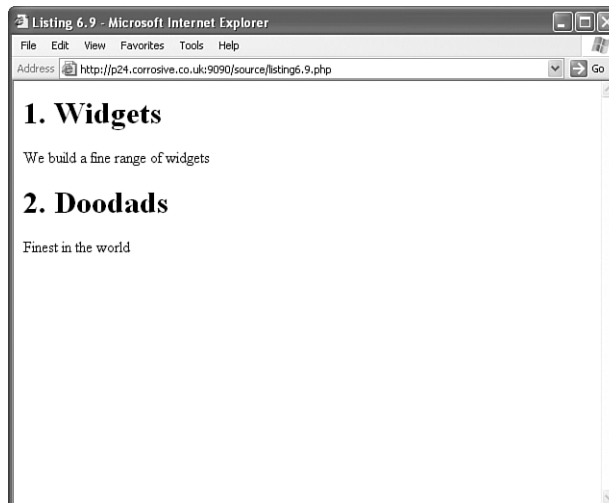 Listing 6.9 - Microsoft Internet Explorer
File Edit View Favorites Tools Help
Address http://p24.corrosive.co.uk:9090/source/listing6.9.php Go
1. Widgets
We build a fine range of widgets
2. Doodads
Finest in the world